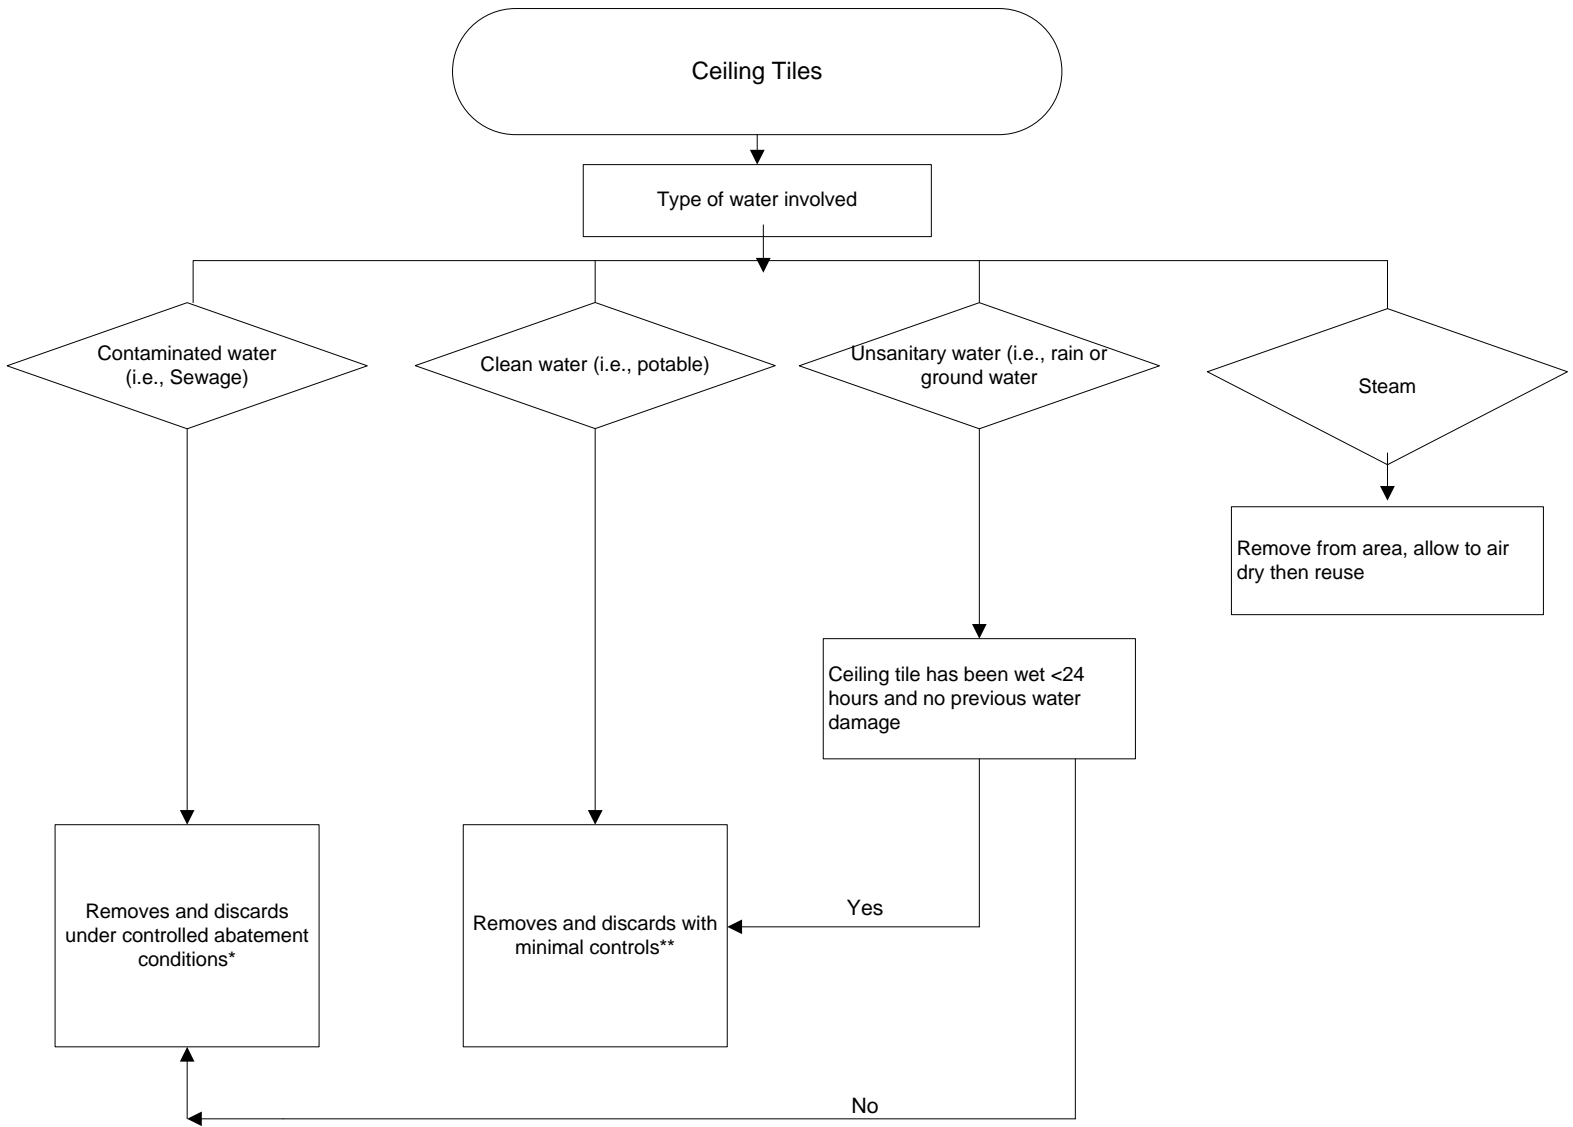 Ceiling Tiles
Type of water involved
Contaminated water
(i.e., Sewage)
Clean water (i.e., potable)
Unsanitary water (i.e., rain or
ground water
Steam
Remove from area, allow to air
dry then reuse
Ceiling tile has been wet <24
hours and no previous water
damage
Removes and discards
under controlled abatement
conditions*
Removes and discards with
minimal controls**
Yes
No